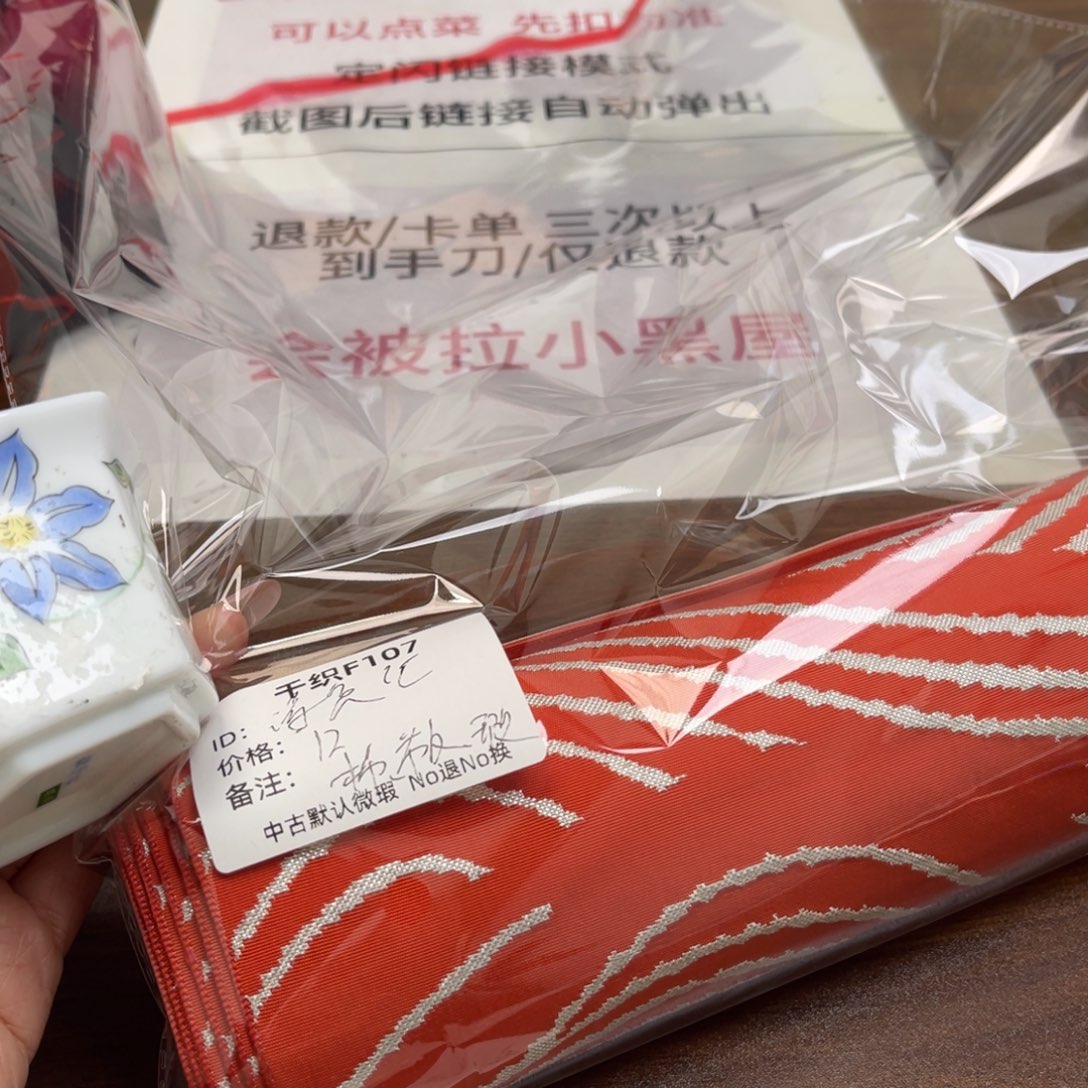 可以点菜 先扣为准
定闪链接模式
截图后链接自动弹出
退款/卡单 三次以上
到手刀/仅退款
会被拉小黑屋
千织F107
ID:
价格: 12
备注:
中古默认微瑕 No退No换